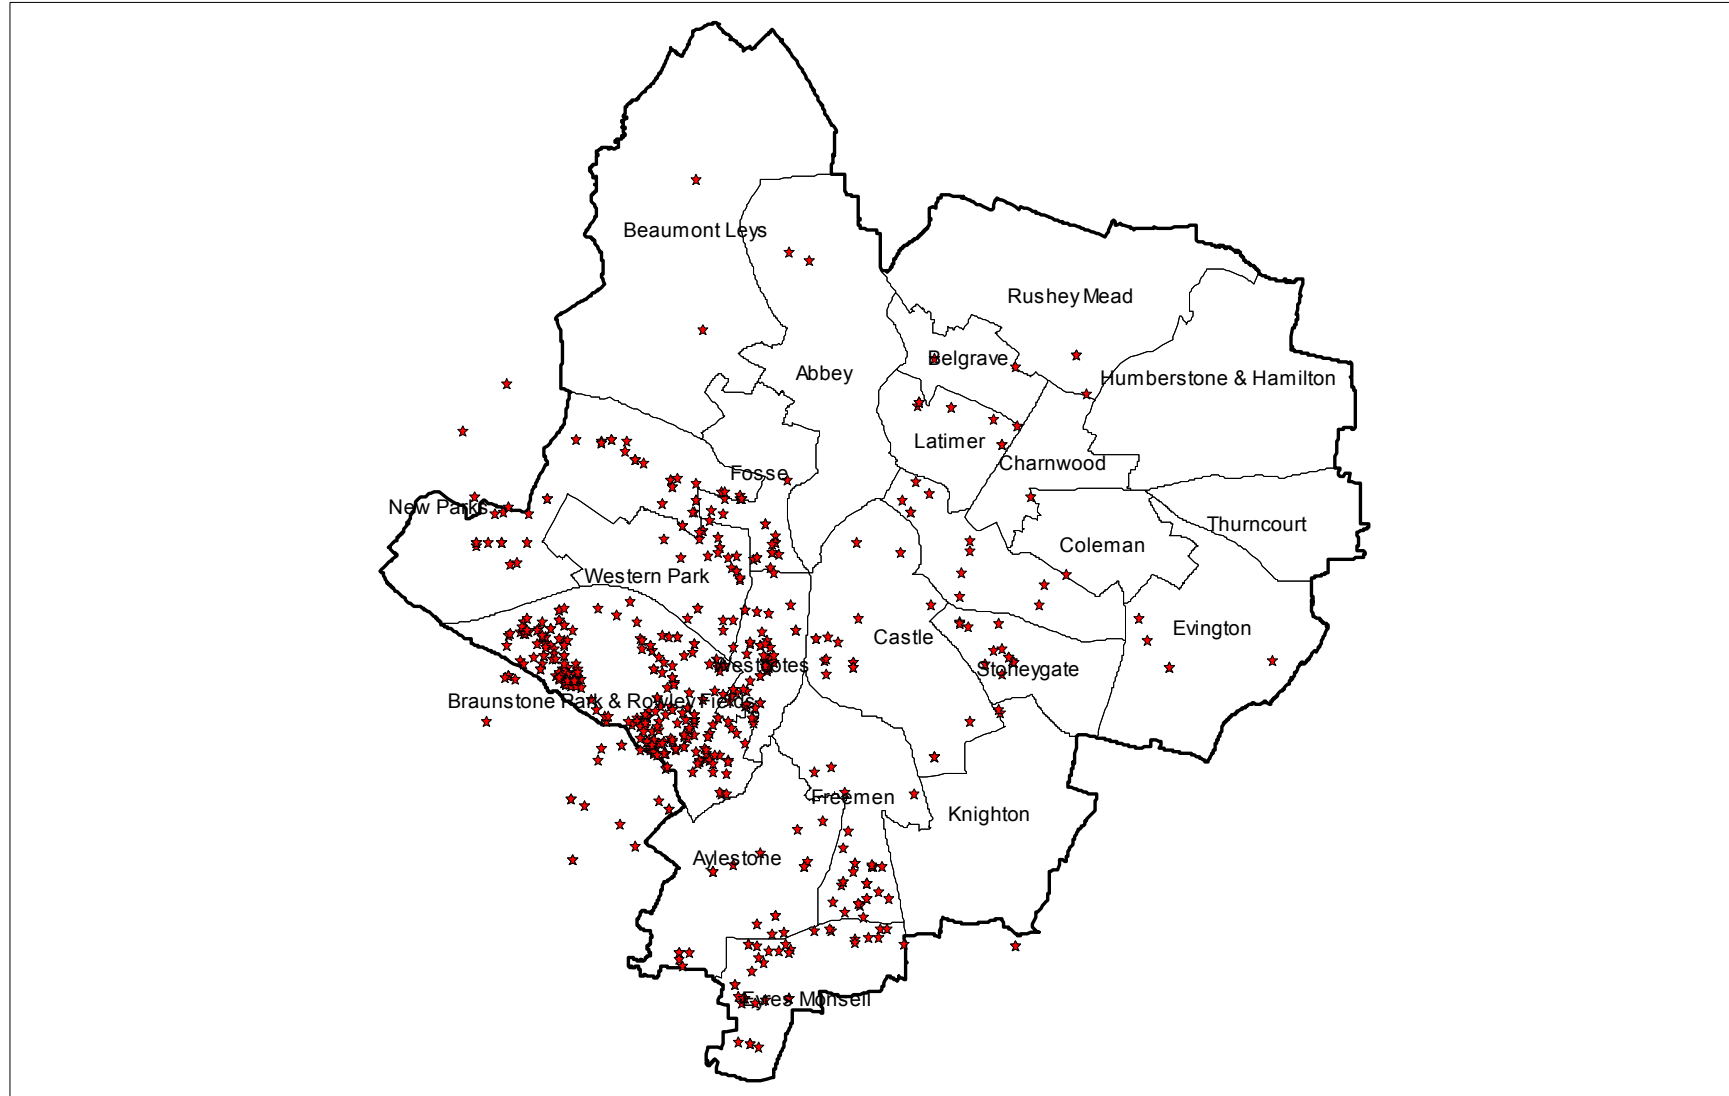 Beaumont Leys
Rushey Mead
Belgrave
Abbey
Humberstone & Hamilton
Latimer
Charnwood
Fosse
New Parks
Thurncourt
Coleman
Western Park
Evington
Castle
Westcotes
Stoneygate
Braunstone Park & Rowley Fields
Freemen
Knighton
Aylestone
Eyres Monsell